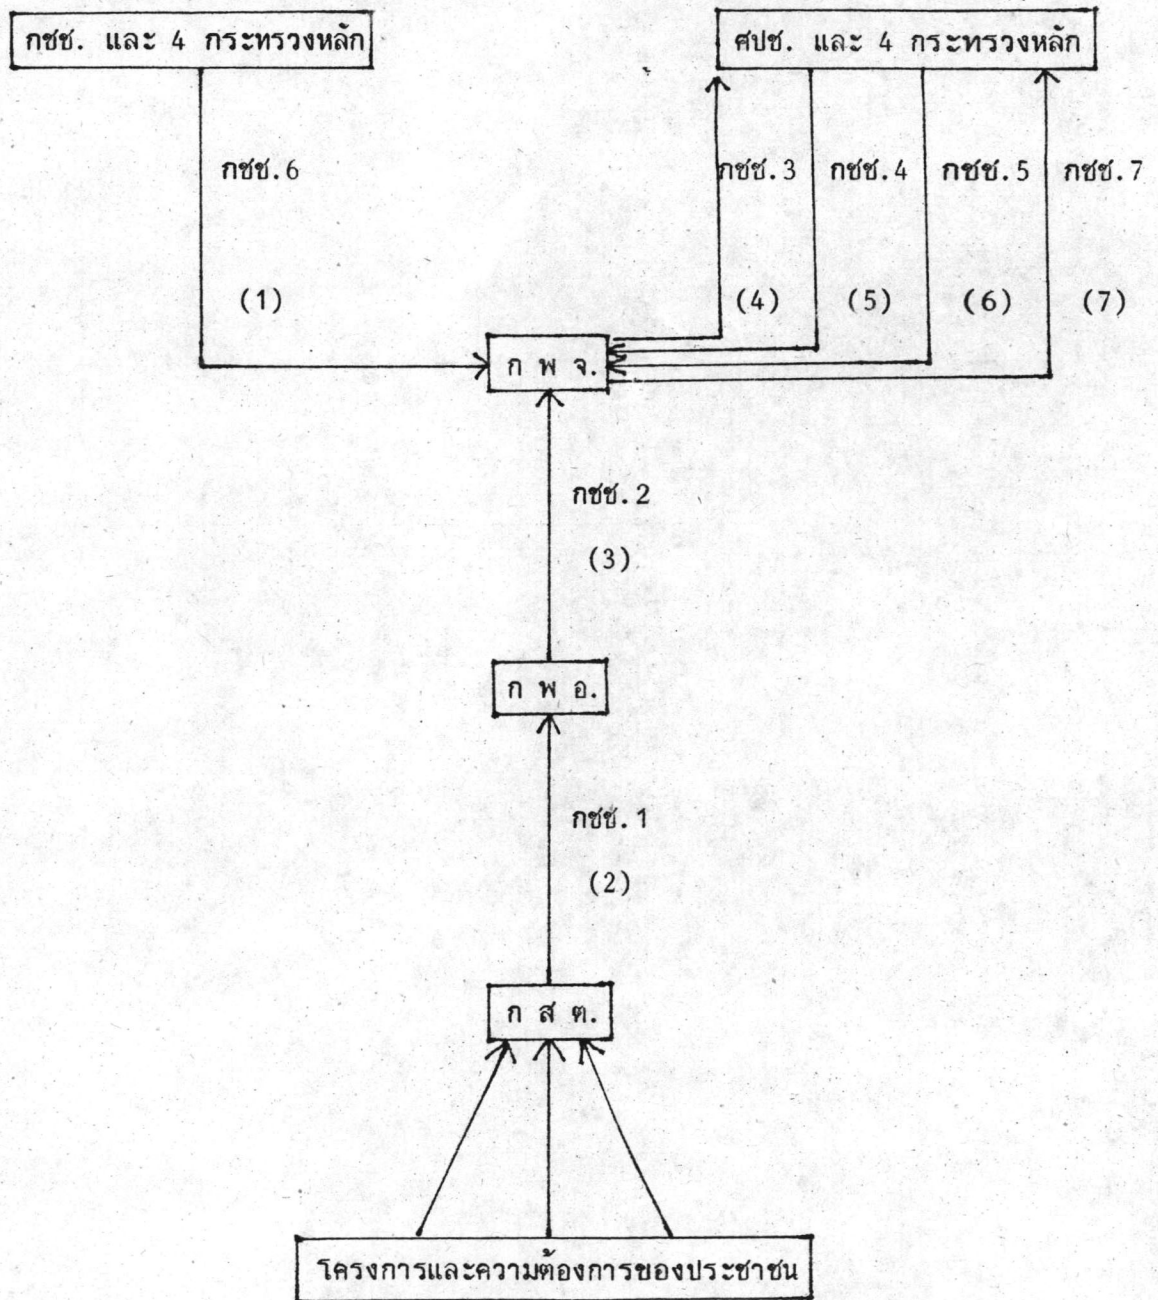 กชช. และ 4 กระทรวงหลัก
ศปช. และ 4 กระทรวงหลัก
กชช.6
กชช.3
กชช.4
กชช.5
กชช.7
(1)
(4)
(5)
(6)
(7)
ก พ จ.
กชช.2
(3)
ก พ อ.
กชช.1
(2)
ก ส ต.
โครงการและความต้องการของประชาชน